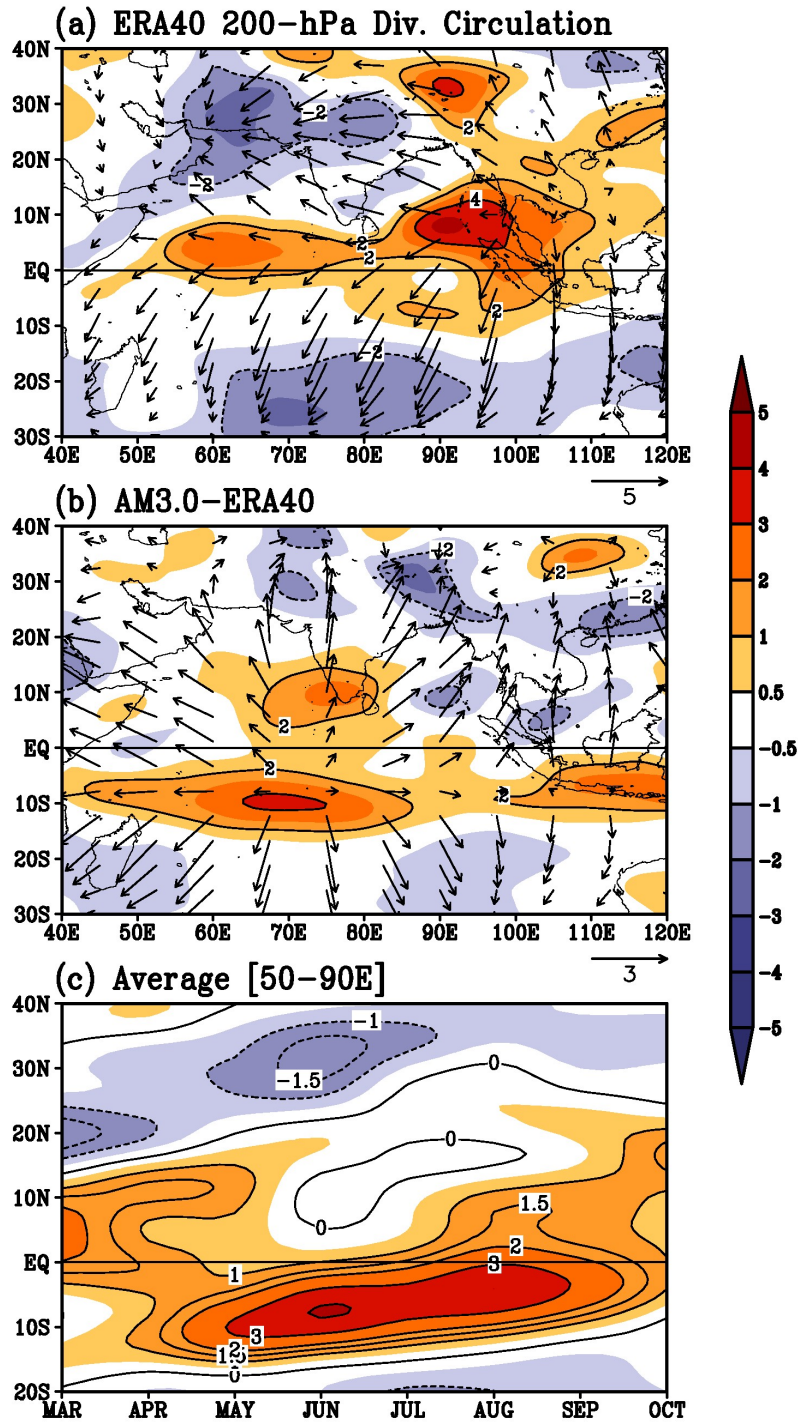 (a) ERA40 200-hPa Div. Circulation
40N
30N
20N
10N
EQ
10S
20S
30S
-2
-2
2
4
2
2
2
-2
40E 50E 60E 70E 80E 90E 100E 110E 120E
5
(b) AM3.0-ERA40
40N
30N
20N
10N
EQ
10S
20S
30S
-2
2
-2
2
2
2
40E 50E 60E 70E 80E 90E 100E 110E 120E
3
(c) Average [50-90E]
40N
30N
20N
10N
EQ
10S
20S
-1
-1.5
0
0
0
1.5
2
1
3
3
2
1.5
0
MAR APR MAY JUN JUL AUG SEP OCT
5
4
3
2
1
0.5
-0.5
-1
-2
-3
-4
-5